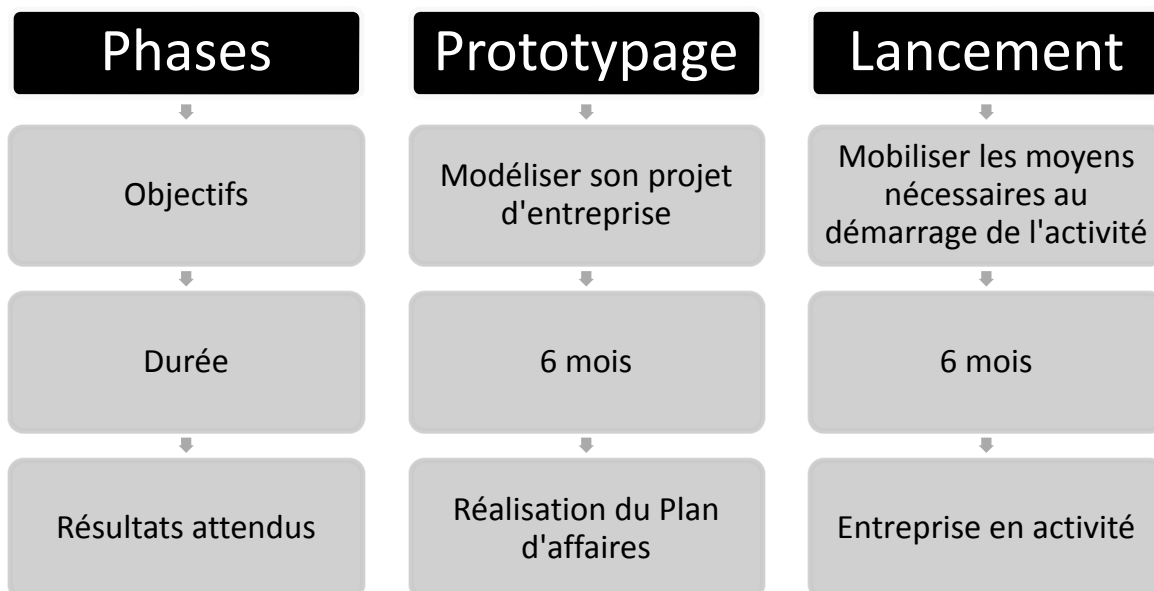 Phases
Prototypage
Lancement
Objectifs
Modéliser son projet
d'entreprise
Mobiliser les moyens
nécessaires au
démarrage de l'activité
Durée
6 mois
6 mois
Résultats attendus
Réalisation du Plan
d'affaires
Entreprise en activité